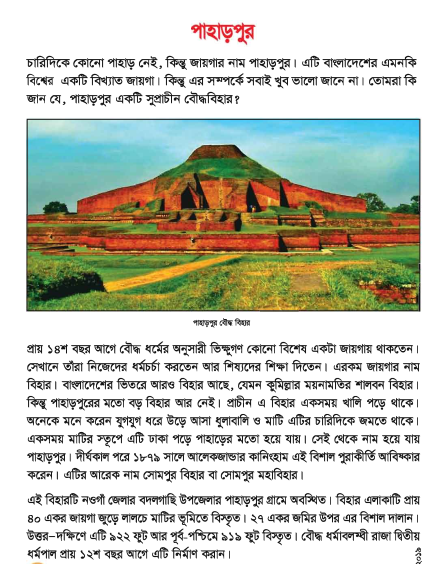 পাহাড়পুর
চারিদিকে কোনো পাহাড় নেই, কিন্তু জায়গার নাম পাহাড়পুর। এটি বাংলাদেশের এমনকি
বিশ্বের একটি বিখ্যাত জায়গা। কিন্তু এর সম্পর্কে সবাই খুব ভালো জানে না। তোমরা কি
জান যে, পাহাড়পুর একটি সুপ্রাচীন বৌদ্ধবিহার?
পাহাড়পুর বৌদ্ধ বিহার
প্রায় ১৪শ বছর আগে বৌদ্ধ ধর্মের অনুসারী ভিক্ষুগণ কোনো বিশেষ একটা জায়গায় থাকতেন।
সেখানে তাঁরা নিজেদের ধর্মচর্চা করতেন আর শিষ্যদের শিক্ষা দিতেন। এরকম জায়গার নাম
বিহার। বাংলাদেশের ভিতরে আরও বিহার আছে, যেমন কুমিল্লার ময়নামতির শালবন বিহার।
কিন্তু পাহাড়পুরের মতো বড় বিহার আর নেই। প্রাচীন এ বিহার একসময় খালি পড়ে থাকে।
অনেকে মনে করেন যুগযুগ ধরে উড়ে আসা ধুলাবালি ও মাটি এটির চারিদিকে জমতে থাকে।
একসময় মাটির স্তূপে এটি ঢাকা পড়ে পাহাড়ের মতো হয়ে যায়। সেই থেকে নাম হয়ে যায়
পাহাড়পুর। দীর্ঘকাল পরে ১৮৭৯ সালে আলেকজান্ডার কানিংহাম এই বিশাল পুরাকীর্তি আবিষ্কার
করেন। এটির আরেক নাম সোমপুর বিহার বা সোমপুর মহাবিহার।
এই বিহারটি নওগাঁ জেলার বদলগাছি উপজেলার পাহাড়পুর গ্রামে অবস্থিত। বিহার এলাকাটি প্রায়
৪০ একর জায়গা জুড়ে লালচে মাটির ভূমিতে বিস্তৃত। ২৭ একর জমির উপর এর বিশাল দালান।
উত্তর-দক্ষিণে এটি ৯২২ ফুট আর পূর্ব-পশ্চিমে ৯১৯ ফুট বিস্তৃত। বৌদ্ধ ধর্মাবলম্বী রাজা দ্বিতীয়
ধর্মপাল প্রায় ১২শ বছর আগে এটি নির্মাণ করান।